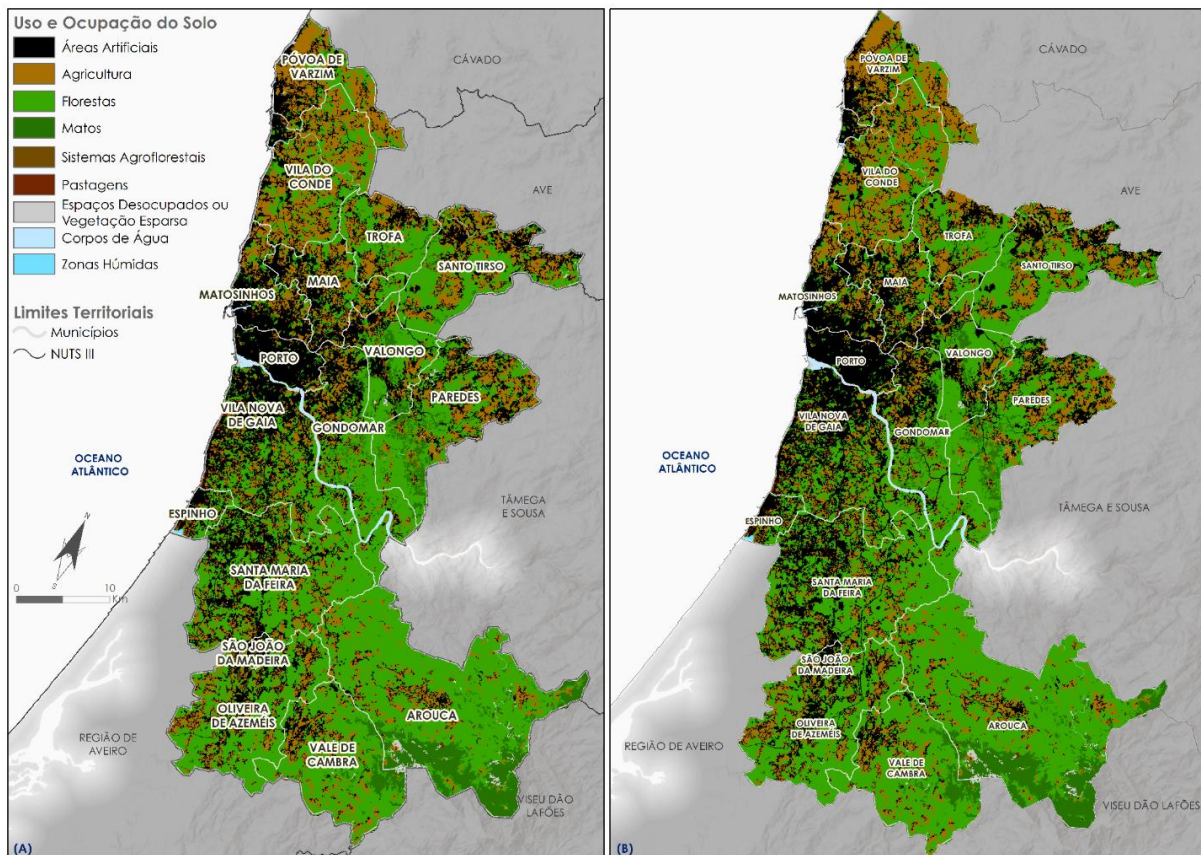 Uso e Ocupação do Solo
Áreas Artificiais
Agricultura
Florestas
Matos
Sistemas Agroflorestais
Pastagens
Espaços Desocupados ou
Vegetação Esparsa
Corpos de Água
Zonas Húmidas
Limites Territoriais
Municípios
NUTS III
PÓVOA DE
VARZIM
CÁVADO
VILA DO
CONDE
AVE
TROFA
SANTO TIRSO
MAIA
MATOSINHOS
PORTO
VALONGO
PAREDES
VILA NOVA
DE GAIA
GONDOMAR
OCEANO
ATLÂNTICO
TÂMEGA
E SOUSA
ESPINHO
N
S
0 10
Km
SANTA MARIA
DA FEIRA
SÃO JOÃO
DA MADEIRA
OLIVEIRA
DE AZEMÉIS
AROUCA
REGIÃO DE
AVEIRO
VALE DE
CAMBRA
VISEU DÃO
LAFÕES
(A)
PÓVOA DE
VARZIM
CÁVADO
VILA DO
CONDE
AVE
TROFA
SANTO TIRSO
MAIA
MATOSINHOS
PORTO
VALONGO
PAREDES
VILA NOVA
DE GAIA
GONDOMAR
OCEANO
ATLÂNTICO
TÂMEGA E SOUSA
ESPINHO
SANTA MARIA
DA FEIRA
SÃO JOÃO
DA MADEIRA
OLIVEIRA
DE AZEMÉIS
AROUCA
REGIÃO DE AVEIRO
VALE DE
CAMBRA
VISEU DÃO LAFÕES
(B)